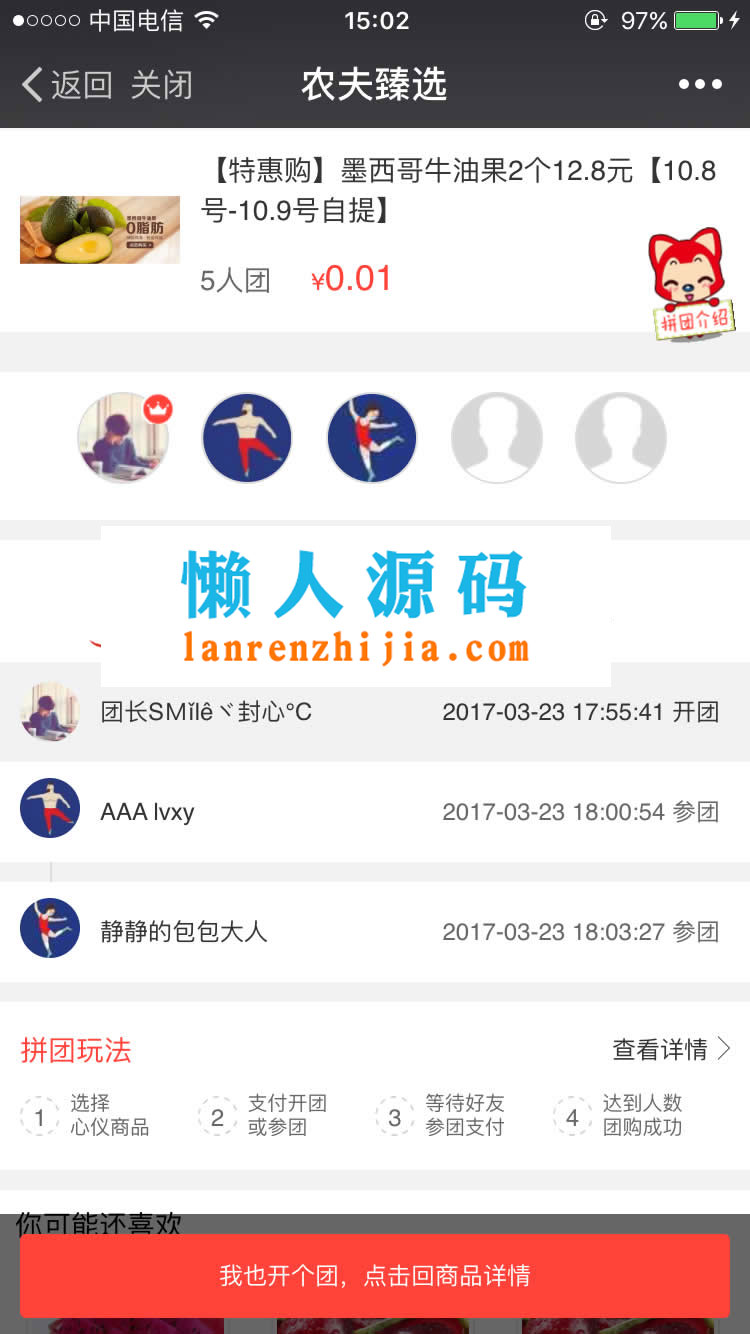 中国电信
15:02
97%
返回 关闭
农夫臻选
【特惠购】墨西哥牛油果2个12.8元【10.8
号-10.9号自提】
0脂肪
5人团
¥0.01
拼团介绍
懒人源码
lanrenzhijia.com
团长SMǐlêヾ封心℃
2017-03-23 17:55:41 开团
AAA lvxy
2017-03-23 18:00:54 参团
静静的包包大人
2017-03-23 18:03:27 参团
拼团玩法
查看详情
1
选择
心仪商品
2
支付开团
或参团
3
等待好友
参团支付
4
达到人数
团购成功
你可能还喜欢
我也开个团，点击回商品详情